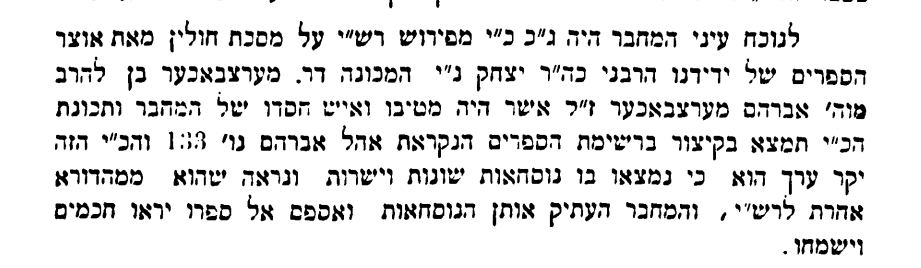 לנוכח עיני המחבר היה ג״כ כ״י מפירוש רש״י על מסכת חולין מאת אוצר
הספרים של ידידנו הרבני כה״ר יצחק נ״י המכונה דר. מערצבאכער בן להרב
מוה׳ אברהם מערצבאכער ז״ל אשר היה מטיבו ואיש חסדו של המחבר ותכונת
הכ״י תמצא בקיצור ברשימת הספרים הנקראת אהל אברהם נו׳ 133 והכ״י הזה
יקר ערך הוא כי נמצאו בו נוסחאות שונות וישרות ונראה שהוא ממהדורא
אחרת לרש״י, והמחבר העתיק אותן הנוסחאות ואספם אל ספרו יראו חכמים
וישמחו.